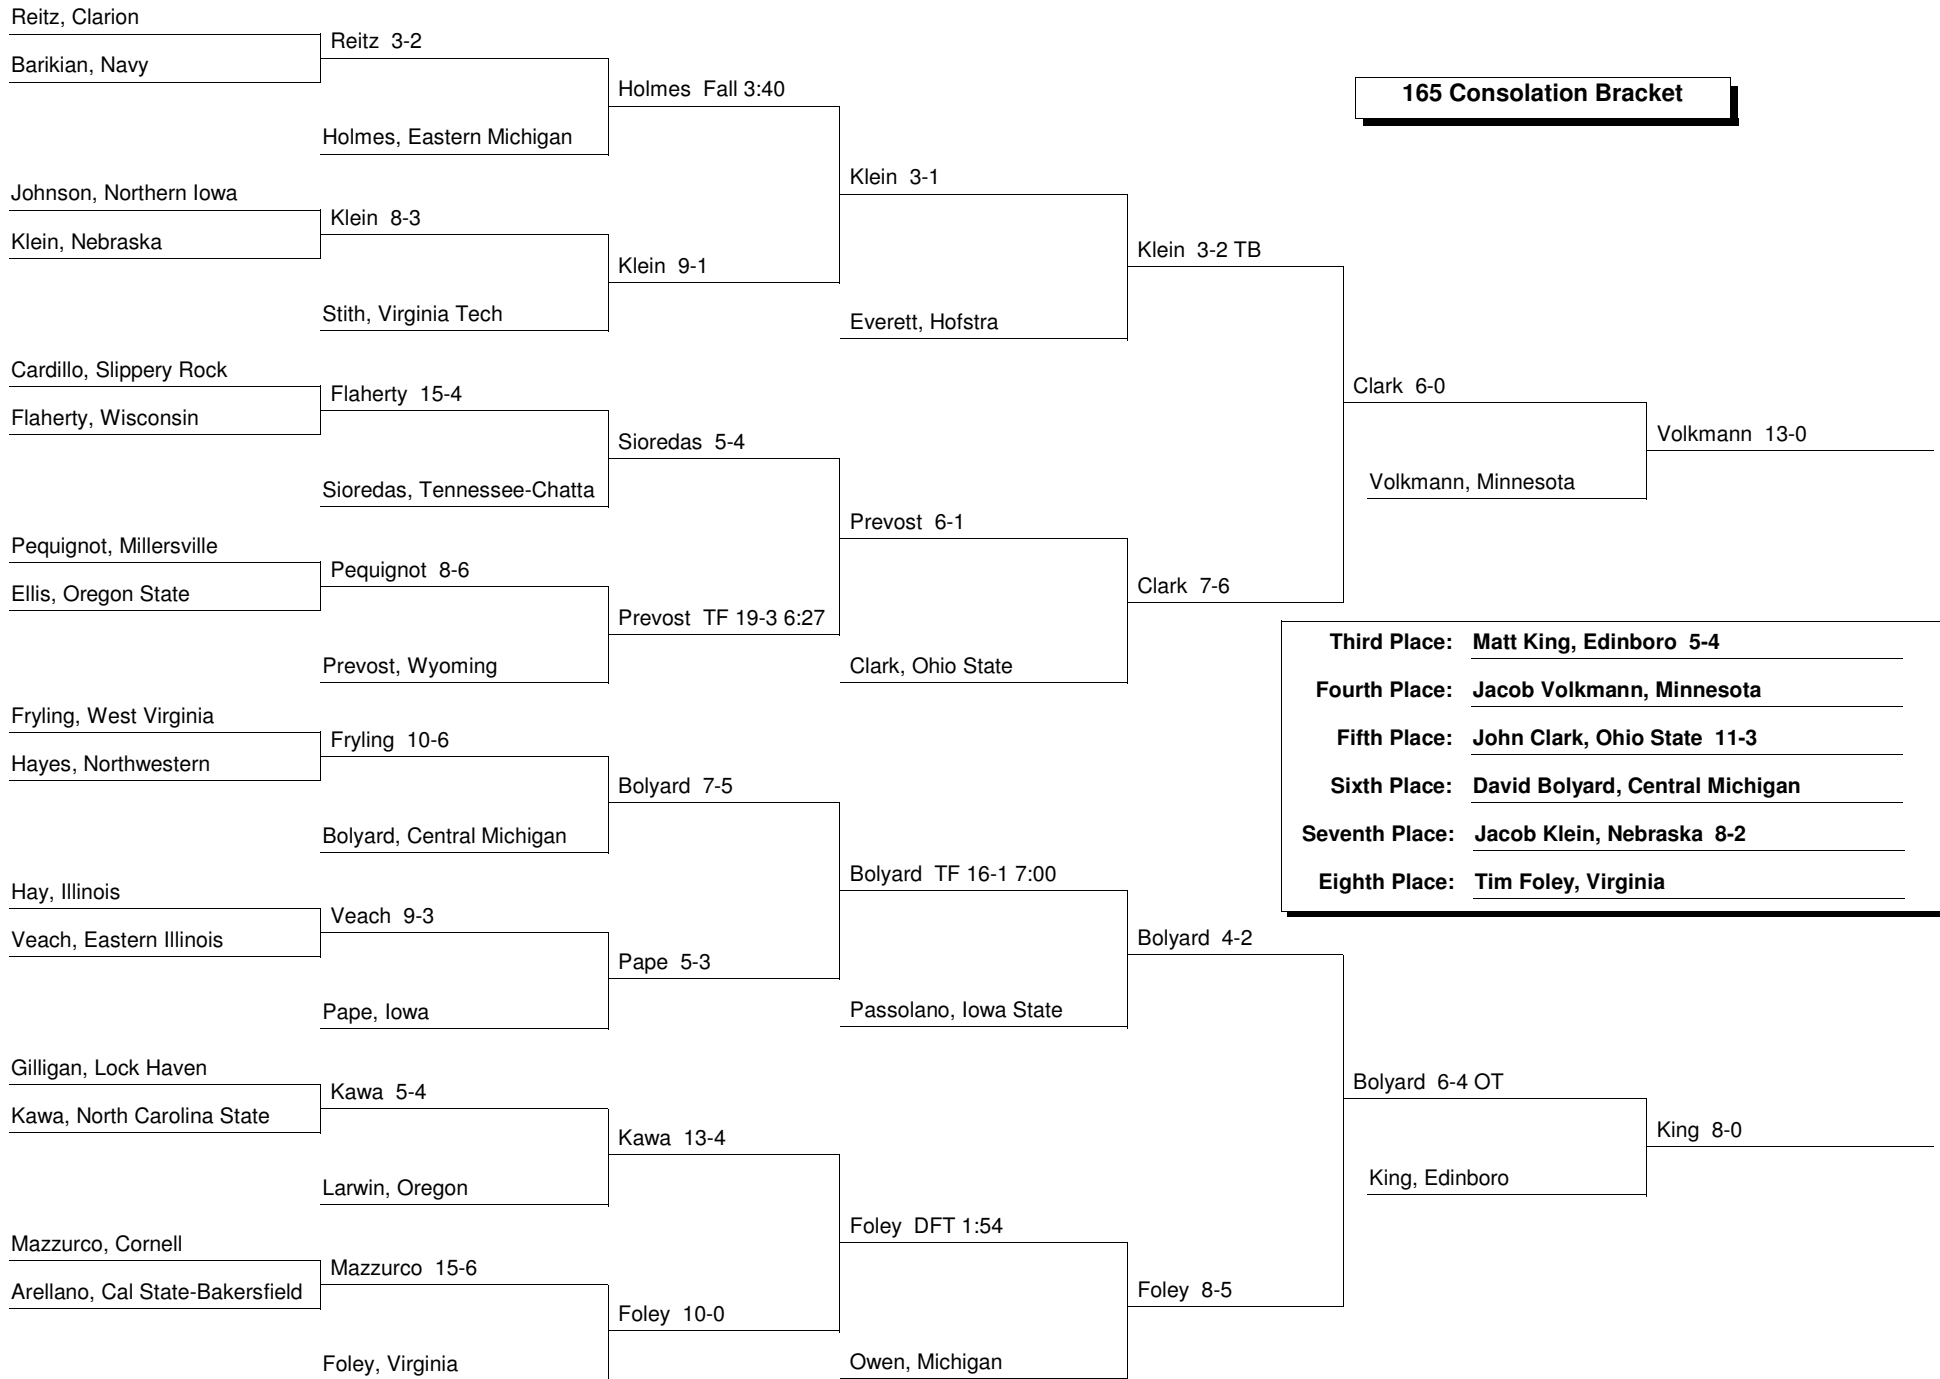 Reitz, Clarion
Reitz 3-2
Barikian, Navy
Holmes Fall 3:40
165 Consolation Bracket
Holmes, Eastern Michigan
Klein 3-1
Johnson, Northern Iowa
Klein 8-3
Klein, Nebraska
Klein 3-2 TB
Klein 9-1
Stith, Virginia Tech
Everett, Hofstra
Cardillo, Slippery Rock
Clark 6-0
Flaherty 15-4
Flaherty, Wisconsin
Volkmann 13-0
Sioredas 5-4
Volkmann, Minnesota
Sioredas, Tennessee-Chatta
Prevost 6-1
Pequignot, Millersville
Pequignot 8-6
Clark 7-6
Ellis, Oregon State
Prevost TF 19-3 6:27
Third Place: Matt King, Edinboro 5-4
Prevost, Wyoming
Clark, Ohio State
Fourth Place: Jacob Volkmann, Minnesota
Fryling, West Virginia
Fryling 10-6
Fifth Place: John Clark, Ohio State 11-3
Hayes, Northwestern
Bolyard 7-5
Sixth Place: David Bolyard, Central Michigan
Bolyard, Central Michigan
Seventh Place: Jacob Klein, Nebraska 8-2
Bolyard TF 16-1 7:00
Eighth Place: Tim Foley, Virginia
Hay, Illinois
Veach 9-3
Veach, Eastern Illinois
Bolyard 4-2
Pape 5-3
Pape, Iowa
Passolano, Iowa State
Gilligan, Lock Haven
Bolyard 6-4 OT
Kawa 5-4
Kawa, North Carolina State
King 8-0
Kawa 13-4
King, Edinboro
Larwin, Oregon
Foley DFT 1:54
Mazzurco, Cornell
Mazzurco 15-6
Arellano, Cal State-Bakersfield
Foley 8-5
Foley 10-0
Foley, Virginia
Owen, Michigan